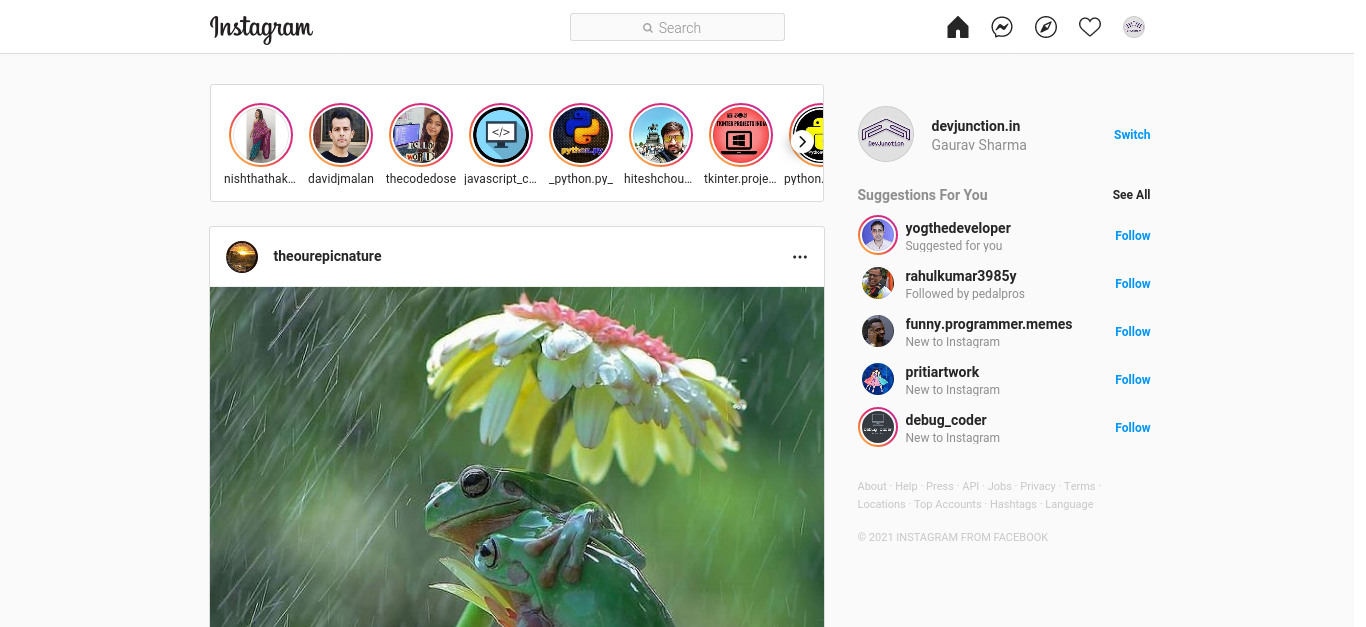 Instagram
Search
nishthathak...
davidjmalan
thecodedose
javascript_c...
_python.py_
hiteshchou...
tkinter.proje...
python.
theourepicnature
devjunction.in
Gaurav Sharma
Switch
Suggestions For You
See All
yogthedeveloper
Suggested for you
Follow
rahulkumar3985y
Followed by pedalpros
Follow
funny.programmer.memes
New to Instagram
Follow
pritiartwork
New to Instagram
Follow
debug_coder
New to Instagram
Follow
About · Help · Press · API · Jobs · Privacy · Terms ·
Locations · Top Accounts · Hashtags · Language
© 2021 INSTAGRAM FROM FACEBOOK
DevJunction